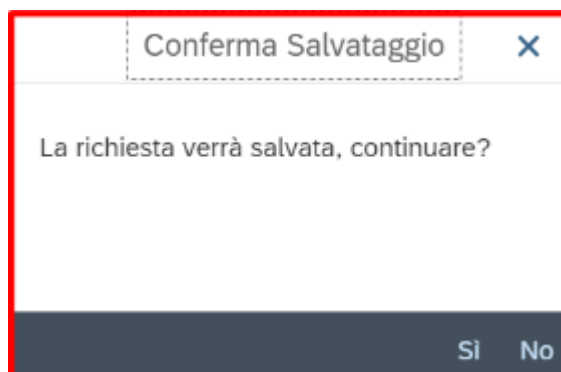 Conferma Salvataggio
La richiesta verrà salvata, continuare?
Sì No